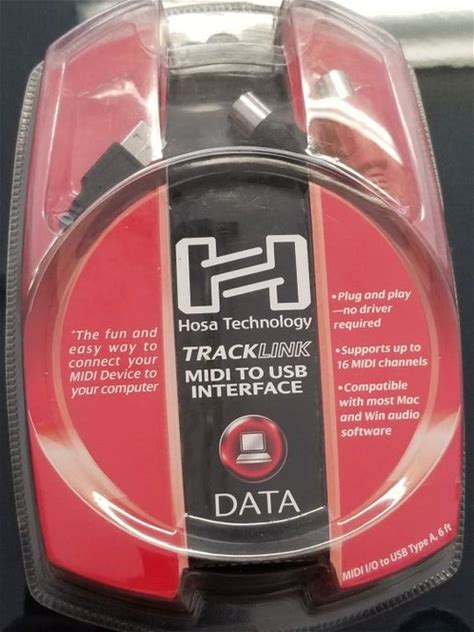 Hosa Technology
TRACKLINK
MIDI TO USB
INTERFACE
DATA
"The fun and
easy way to
connect your
MIDI Device to
your computer
•Plug and play
—no driver
required
•Supports up to
16 MIDI channels
•Compatible
with most Mac
and Win audio
software
MIDI I/O to USB Type A, 6 ft